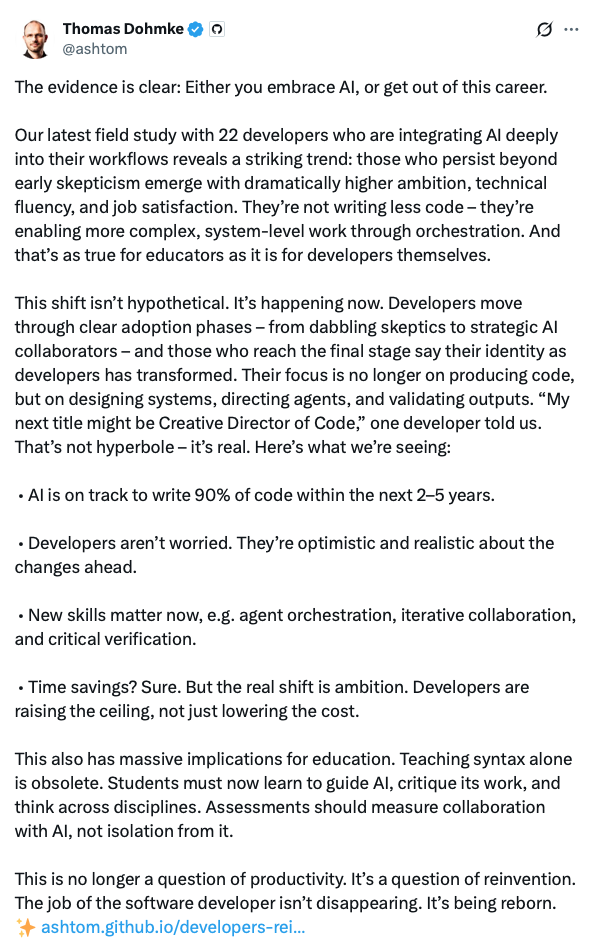 Thomas Dohmke
@ashtom
The evidence is clear: Either you embrace AI, or get out of this career.
Our latest field study with 22 developers who are integrating AI deeply
into their workflows reveals a striking trend: those who persist beyond
early skepticism emerge with dramatically higher ambition, technical
fluency, and job satisfaction. They’re not writing less code – they’re
enabling more complex, system-level work through orchestration. And
that’s as true for educators as it is for developers themselves.
This shift isn’t hypothetical. It’s happening now. Developers move
through clear adoption phases – from dabbling skeptics to strategic AI
collaborators – and those who reach the final stage say their identity as
developers has transformed. Their focus is no longer on producing code,
but on designing systems, directing agents, and validating outputs. “My
next title might be Creative Director of Code,” one developer told us.
That’s not hyperbole – it’s real. Here’s what we’re seeing:
• AI is on track to write 90% of code within the next 2–5 years.
• Developers aren’t worried. They’re optimistic and realistic about the
changes ahead.
• New skills matter now, e.g. agent orchestration, iterative collaboration,
and critical verification.
• Time savings? Sure. But the real shift is ambition. Developers are
raising the ceiling, not just lowering the cost.
This also has massive implications for education. Teaching syntax alone
is obsolete. Students must now learn to guide AI, critique its work, and
think across disciplines. Assessments should measure collaboration
with AI, not isolation from it.
This is no longer a question of productivity. It’s a question of reinvention.
The job of the software developer isn’t disappearing. It’s being reborn.
✨ ashtom.github.io/developers-rei...